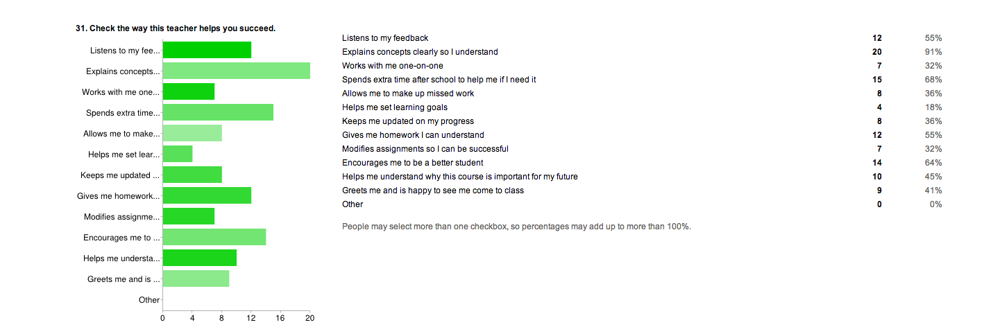 31. Check the way this teacher helps you succeed.
Listens to my fee...
Explains concepts...
Works with me one...
Spends extra time...
Allows me to make...
Helps me set lear...
Keeps me updated ...
Gives me homework...
Modifies assignme...
Encourages me to ...
Helps me understa...
Greets me and is ...
Other
0 4 8 12 16 20
Listens to my feedback 12 55%
Explains concepts clearly so I understand 20 91%
Works with me one-on-one 7 32%
Spends extra time after school to help me if I need it 15 68%
Allows me to make up missed work 8 36%
Helps me set learning goals 4 18%
Keeps me updated on my progress 8 36%
Gives me homework I can understand 12 55%
Modifies assignments so I can be successful 7 32%
Encourages me to be a better student 14 64%
Helps me understand why this course is important for my future 10 45%
Greets me and is happy to see me come to class 9 41%
Other 0 0%
People may select more than one checkbox, so percentages may add up to more than 100%.